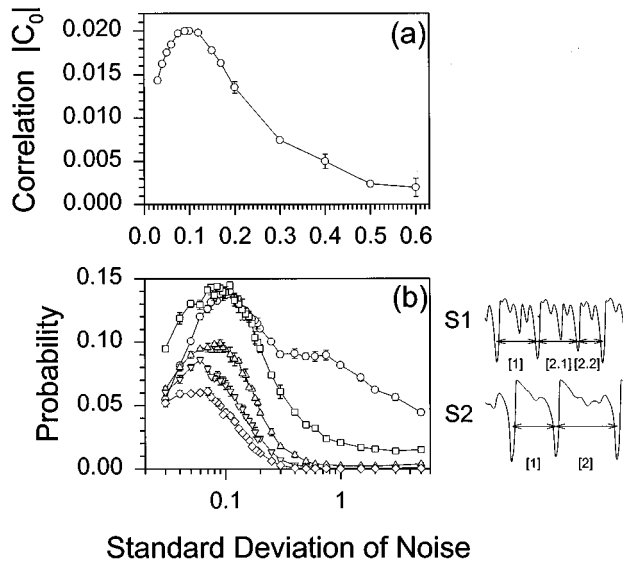 Correlation |C0|
(a)
0.020
0.015
0.010
0.005
0.000
0.0 0.1 0.2 0.3 0.4 0.5 0.6
Probability
(b)
0.15
0.10
0.05
0.00
0.1 1
Standard Deviation of Noise
S1
[1] [2.1] [2.2]
S2
[1] [2]